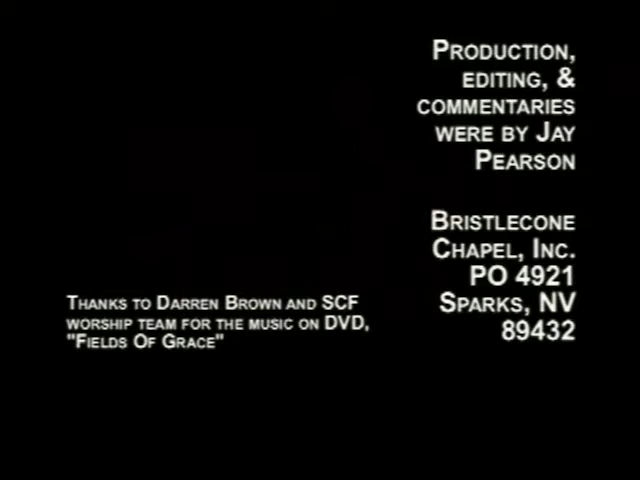 Production,
editing, &
commentaries
were by Jay
Pearson
Bristlecone
Chapel, Inc.
PO 4921
Sparks, NV
89432
Thanks to Darren Brown and SCF
worship team for the music on DVD,
"Fields Of Grace"